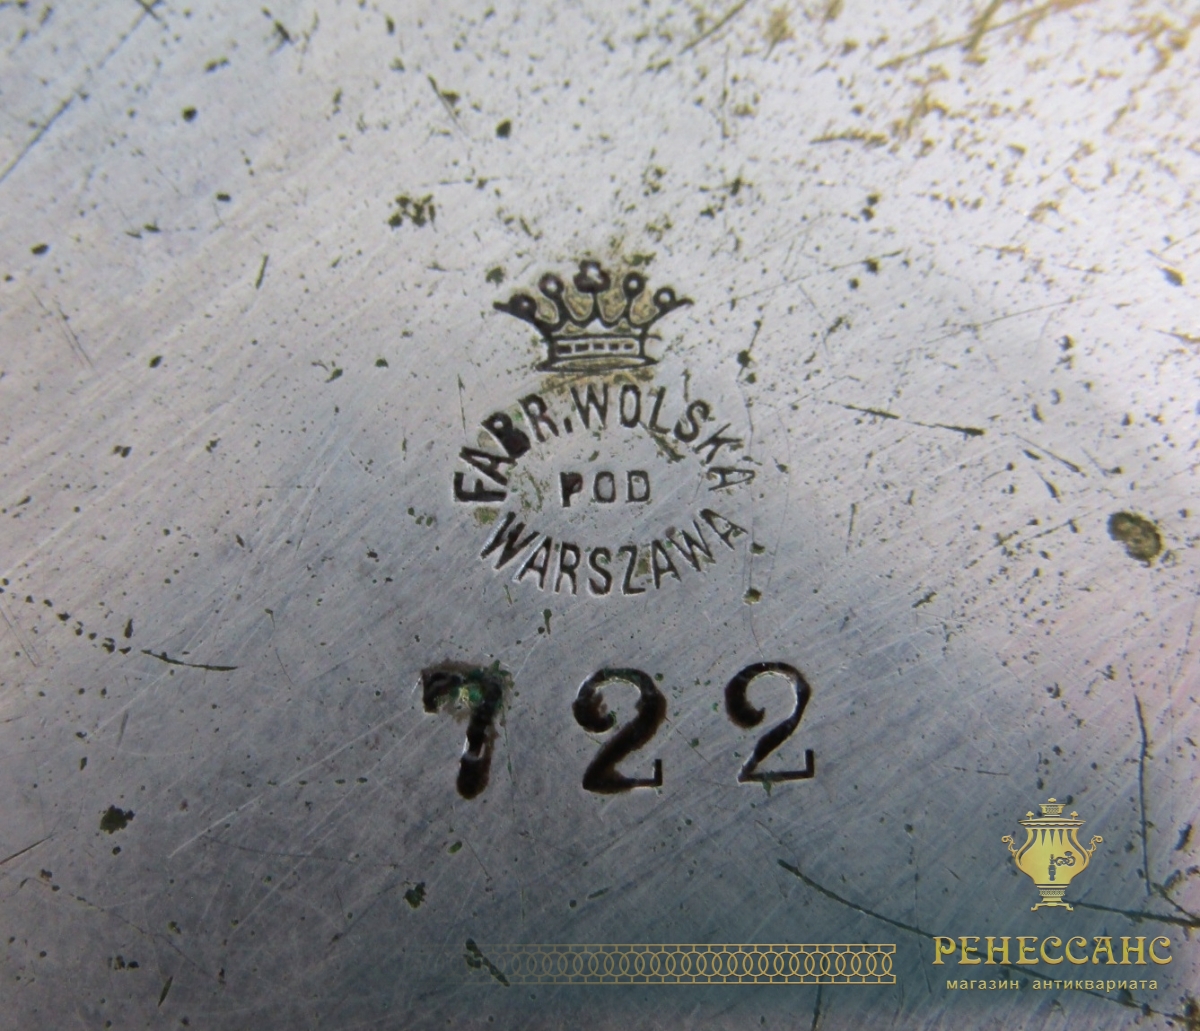 FABR. WOLSKA
POD
WARSZAWA
722
РЕНЕССАНС
магазин антиквариата